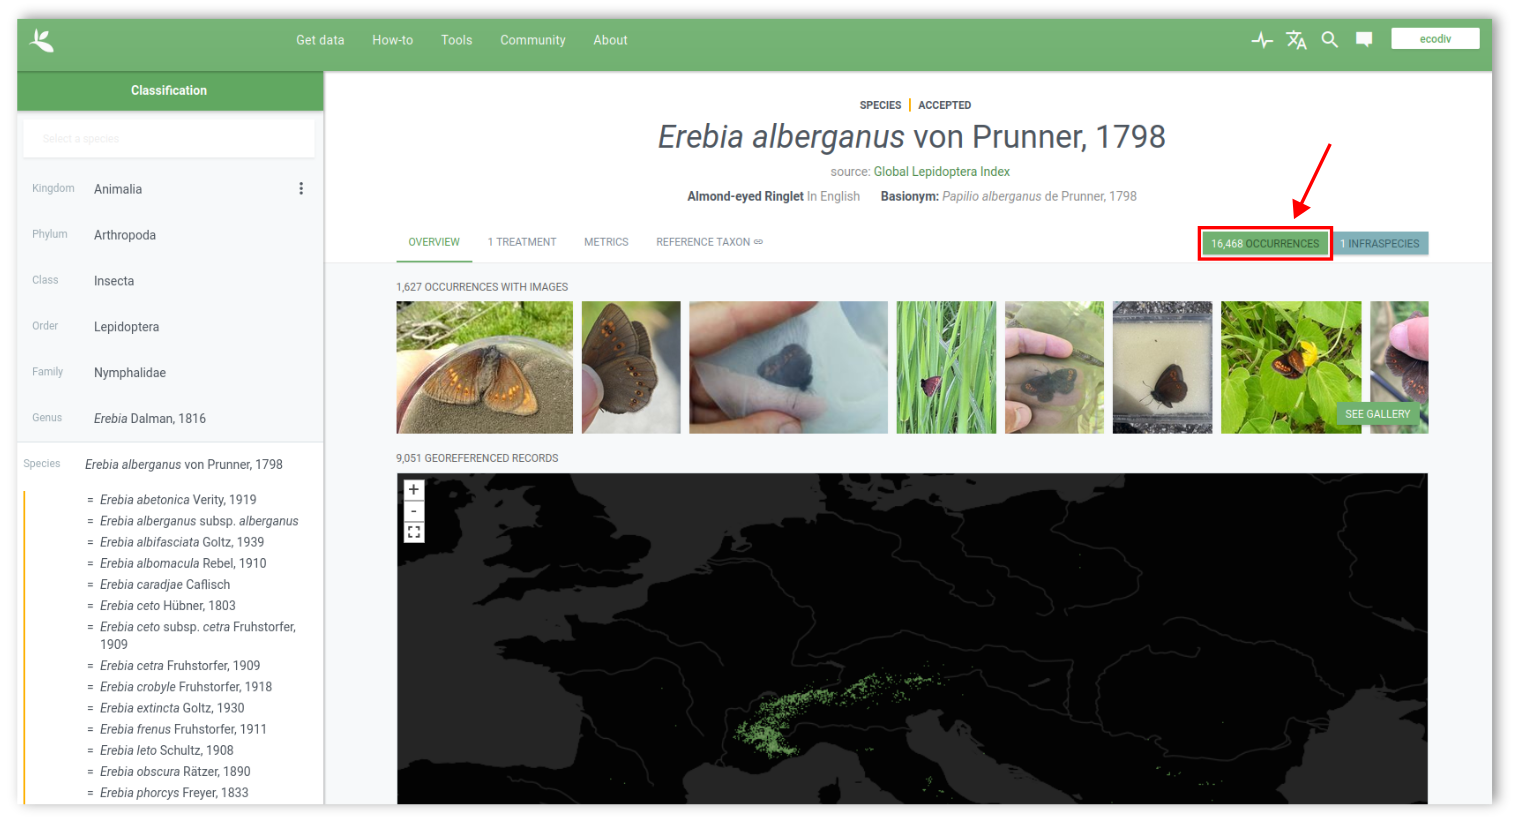 Get data How-to Tools Community About ecodiv
Classification
Select a species
Kingdom Animalia
Phylum Arthropoda
Class Insecta
Order Lepidoptera
Family Nymphalidae
Genus Erebia Dalman, 1816
Species Erebia alberganus von Prunner, 1798
= Erebia abetonica Verity, 1919
= Erebia alberganus subsp. alberganus
= Erebia albifasciata Goltz, 1939
= Erebia albomacula Rebel, 1910
= Erebia caradjae Caflisch
= Erebia ceto Hübner, 1803
= Erebia ceto subsp. cetra Fruhstorfer,
1909
= Erebia cetra Fruhstorfer, 1909
= Erebia crobyle Fruhstorfer, 1918
= Erebia extincta Goltz, 1930
= Erebia frenus Fruhstorfer, 1911
= Erebia leto Schultz, 1908
= Erebia obscura Rätzer, 1890
= Erebia phorcys Freyer, 1833
SPECIES | ACCEPTED
Erebia alberganus von Prunner, 1798
source: Global Lepidoptera Index
Almond-eyed Ringlet In English Basionym: Papilio alberganus de Prunner, 1798
OVERVIEW 1 TREATMENT METRICS REFERENCE TAXON 16,468 OCCURRENCES 1 INFRASPECIES
1,627 OCCURRENCES WITH IMAGES
SEE GALLERY
9,051 GEOREFERENCED RECORDS
+
-